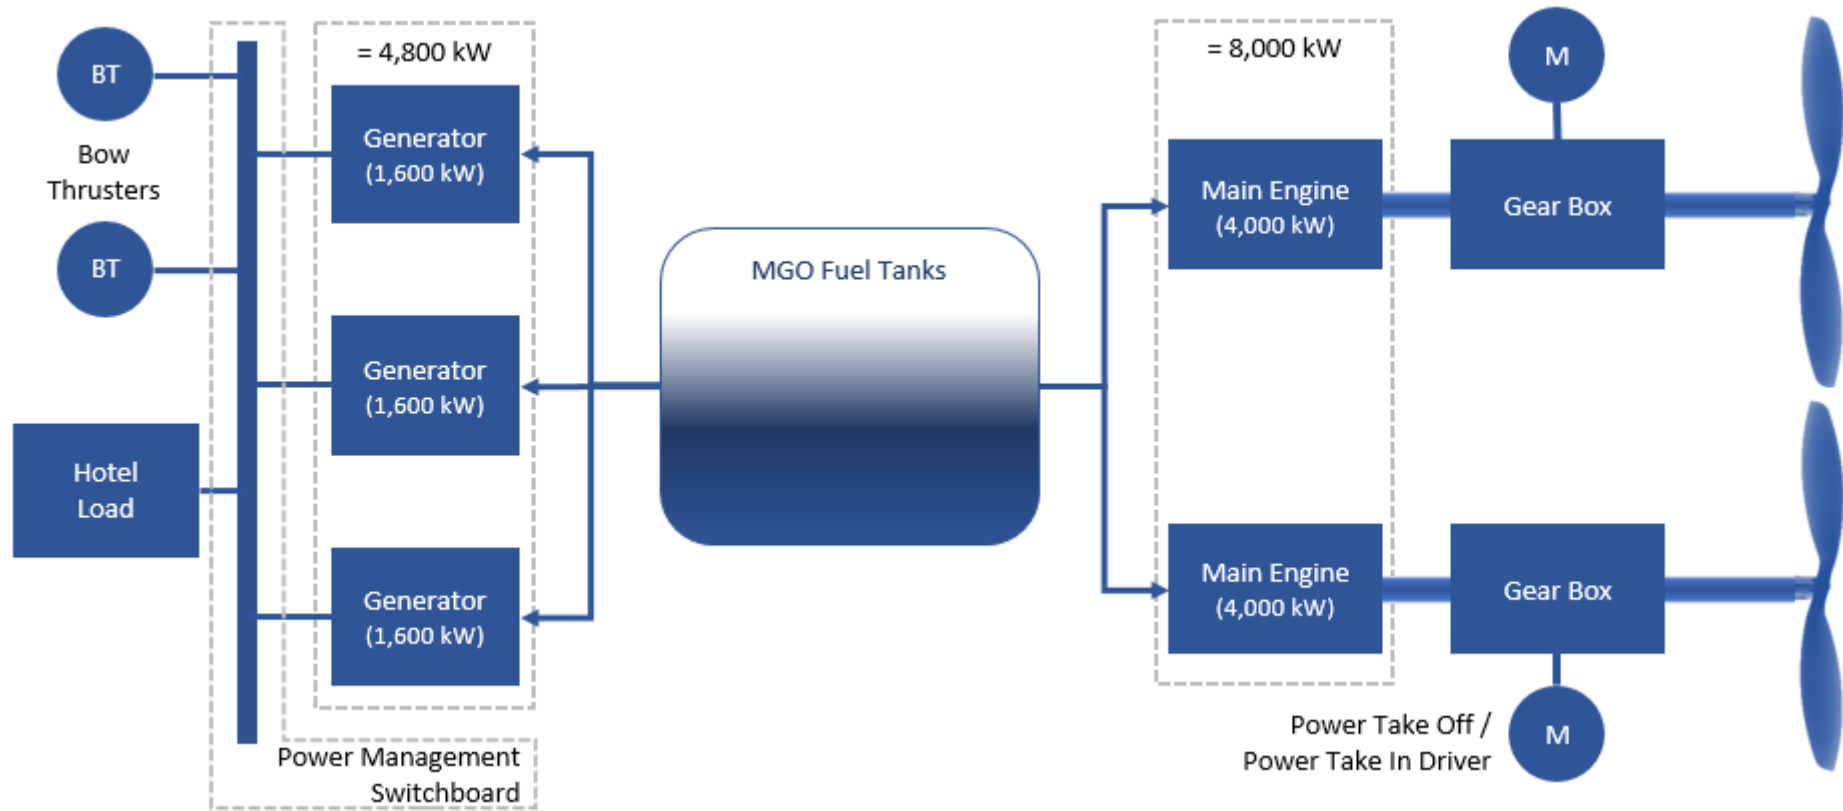 BT
Bow
Thrusters
BT
Hotel
Load
= 4,800 kW
Generator
(1,600 kW)
Generator
(1,600 kW)
Generator
(1,600 kW)
Power Management
Switchboard
MGO Fuel Tanks
= 8,000 kW
Main Engine
(4,000 kW)
Main Engine
(4,000 kW)
M
Gear Box
Gear Box
Power Take Off /
Power Take In Driver
M